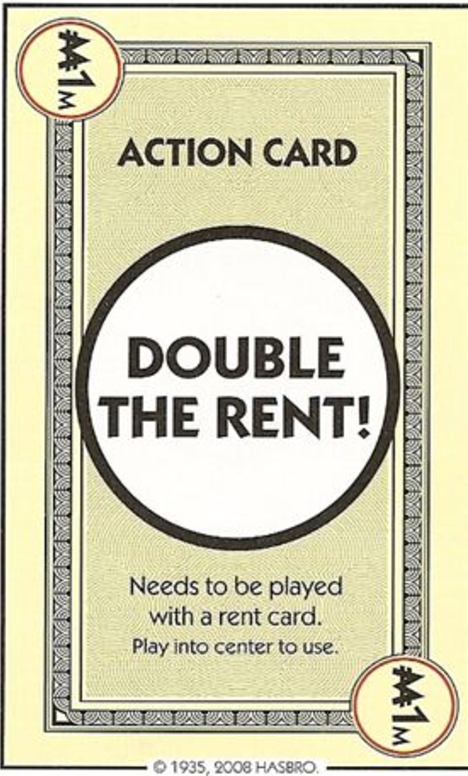 ₩1M
ACTION CARD
DOUBLE
THE RENT!
Needs to be played
with a rent card.
Play into center to use.
₩1M
© 1935, 2008 HASBRO.